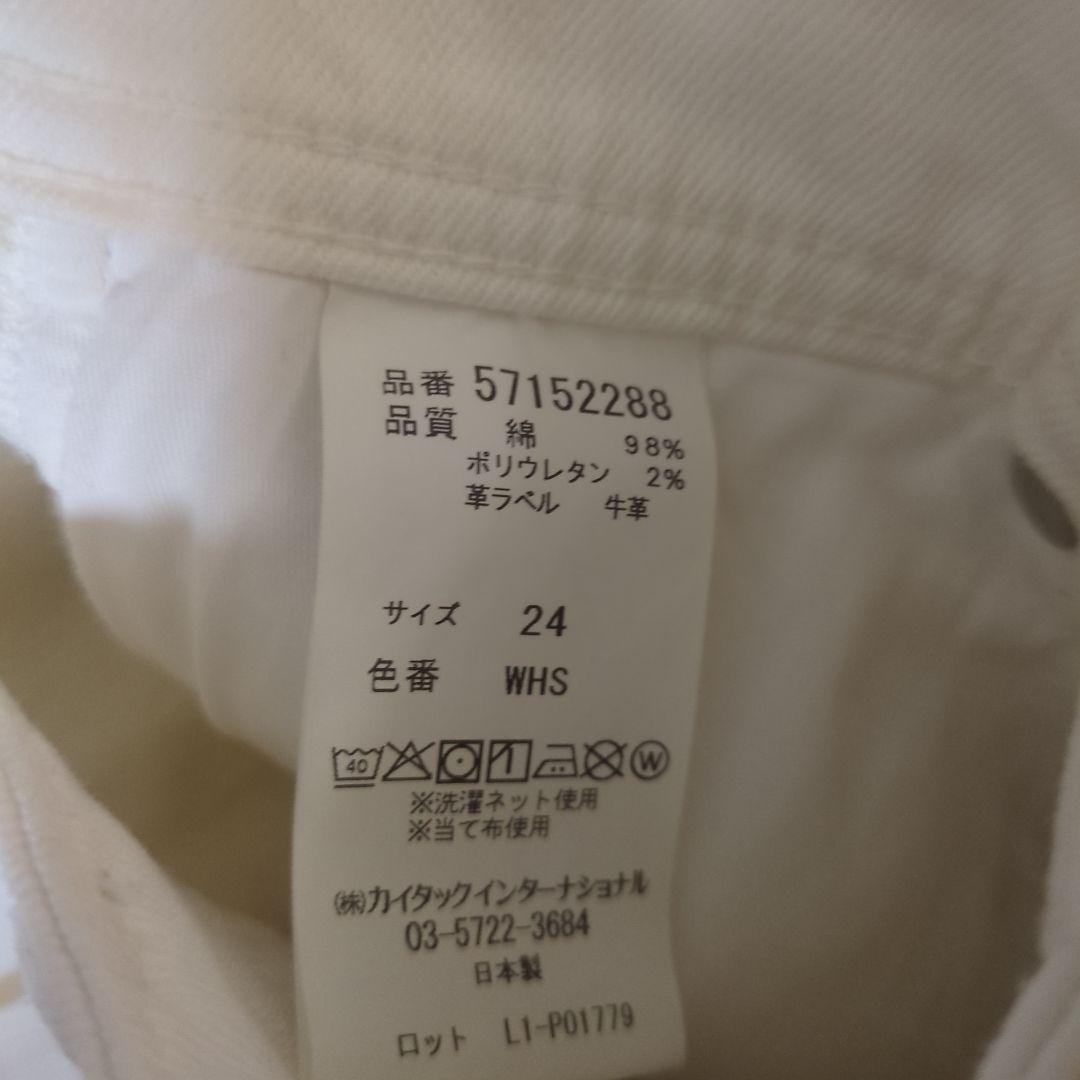 品番 57152288
品質 綿 98%
ポリウレタン 2%
革ラベル 牛革
サイズ 24
色番 WHS
40 W
※洗濯ネット使用
※当て布使用
㈱カイタックインターナショナル
03-5722-3684
日本製
ロット L1-P01779